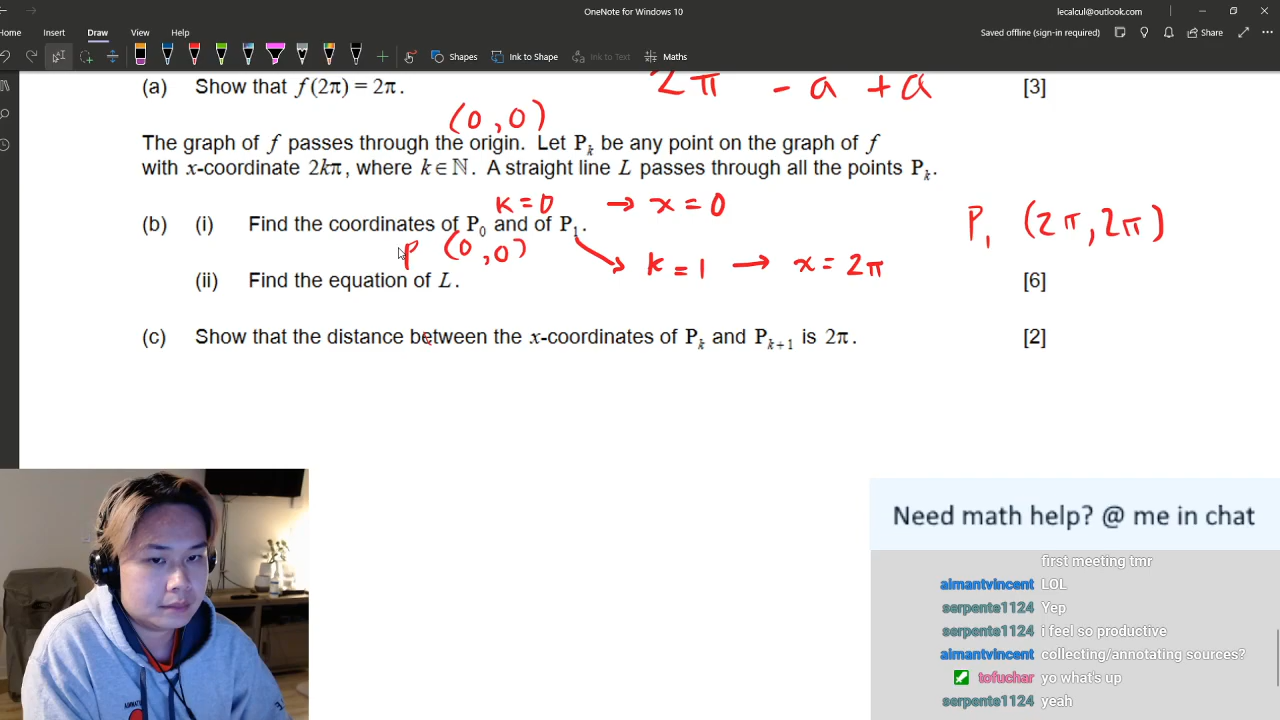 OneNote for Windows 10
lecalcul@outlook.com
Home Insert Draw View Help
Saved offline (sign-in required)
Share
Shapes Ink to Shape Ink to Text Maths
(a) Show that f(2π) = 2π. [3]
2π - a + a
(0,0)
The graph of f passes through the origin. Let Pk be any point on the graph of f
with x-coordinate 2kπ, where k ∈ ℕ. A straight line L passes through all the points Pk.
k = 0 → x = 0
(b) (i) Find the coordinates of P0 and of P1.
P1 (2π, 2π)
P (0,0)
k = 1 → x = 2π
(ii) Find the equation of L. [6]
(c) Show that the distance between the x-coordinates of Pk and Pk+1 is 2π. [2]
Need math help? @ me in chat
first meeting tmr
aimantvincent LOL
serpente1124 Yep
serpente1124 i feel so productive
aimantvincent collecting/annotating sources?
tofuchar yo what's up
serpente1124 yeah